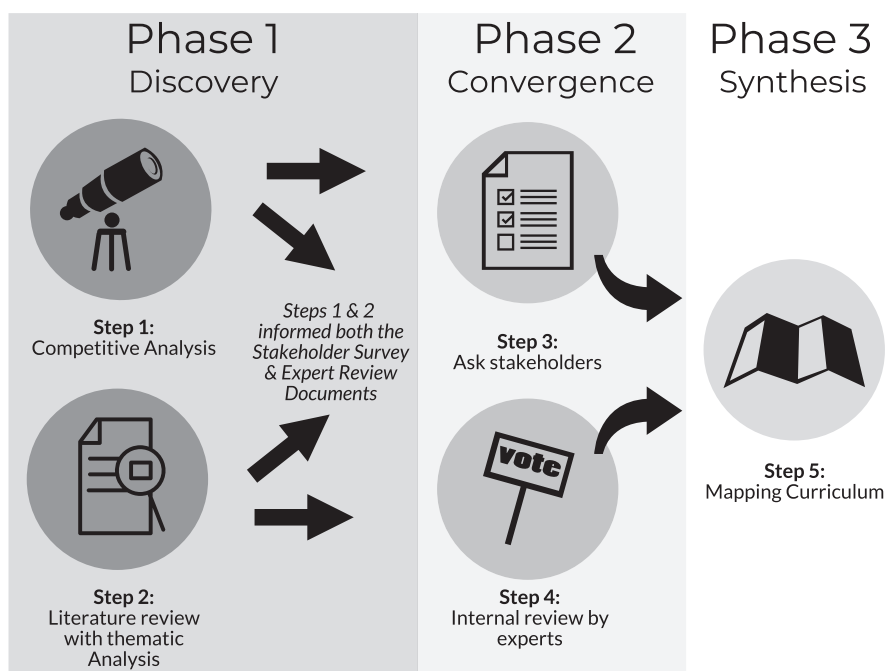 Phase 1
Discovery
Step 1:
Competitive Analysis
Steps 1 & 2
informed both the
Stakeholder Survey
& Expert Review
Documents
Step 2:
Literature review
with thematic
Analysis
Phase 2
Convergence
Step 3:
Ask stakeholders
vote
Step 4:
Internal review by
experts
Phase 3
Synthesis
Step 5:
Mapping Curriculum